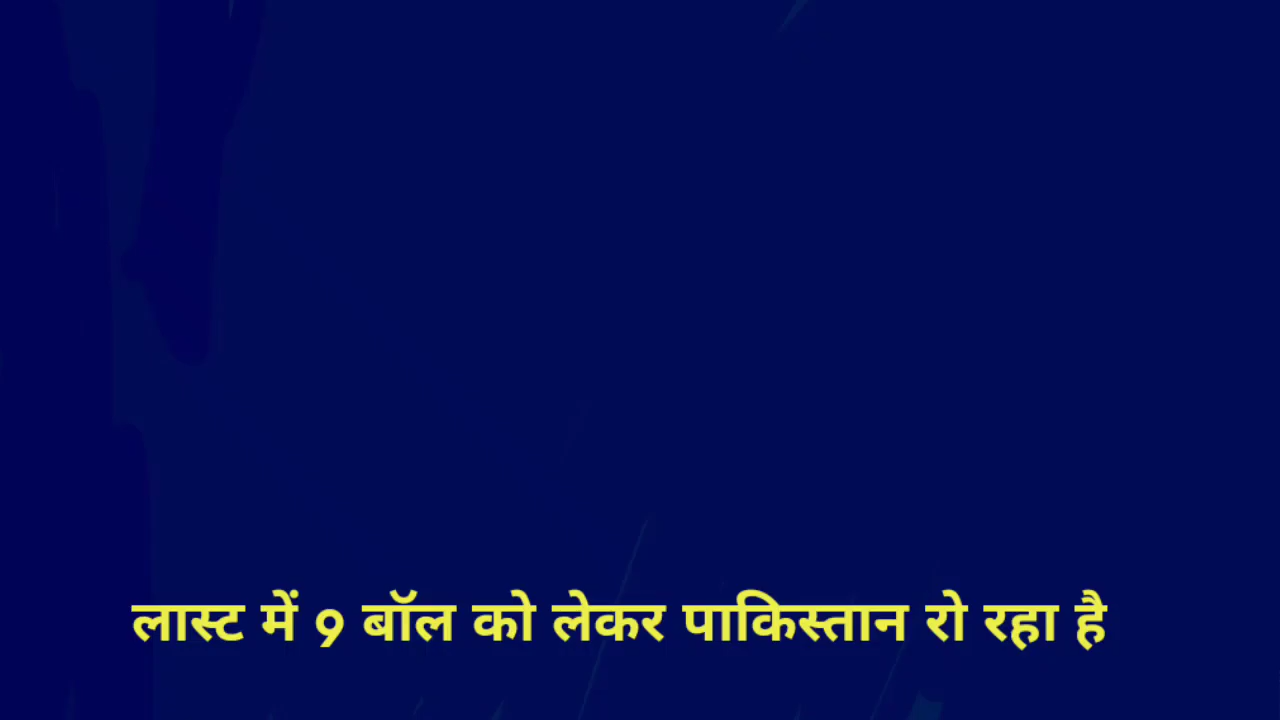 लास्ट में 9 बॉल को लेकर पाकिस्तान रो रहा है